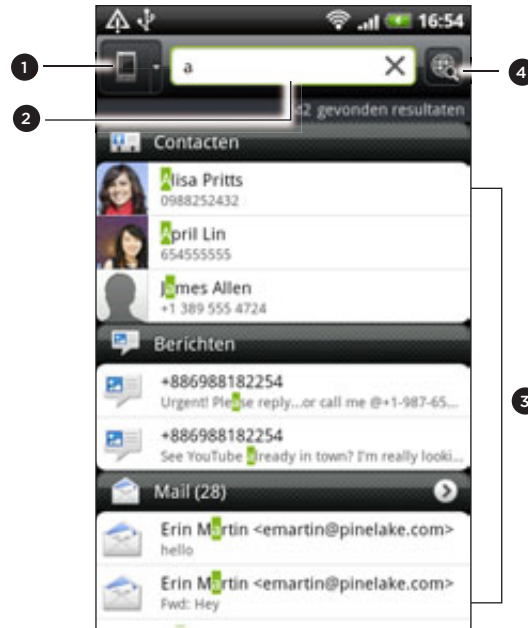 16:54
1
a
4
2
42 gevonden resultaten
Contacten
Alisa Pritts
0988252432
April Lin
654555555
James Allen
+1 389 555 4724
Berichten
+886988182254
Urgent! Please reply...or call me @+1-987-65...
3
+886988182254
See YouTube already in town? I'm really looki...
Mail (28)
Erin Martin <emartin@pinelake.com>
hello
Erin Martin <emartin@pinelake.com>
Fwd: Hey